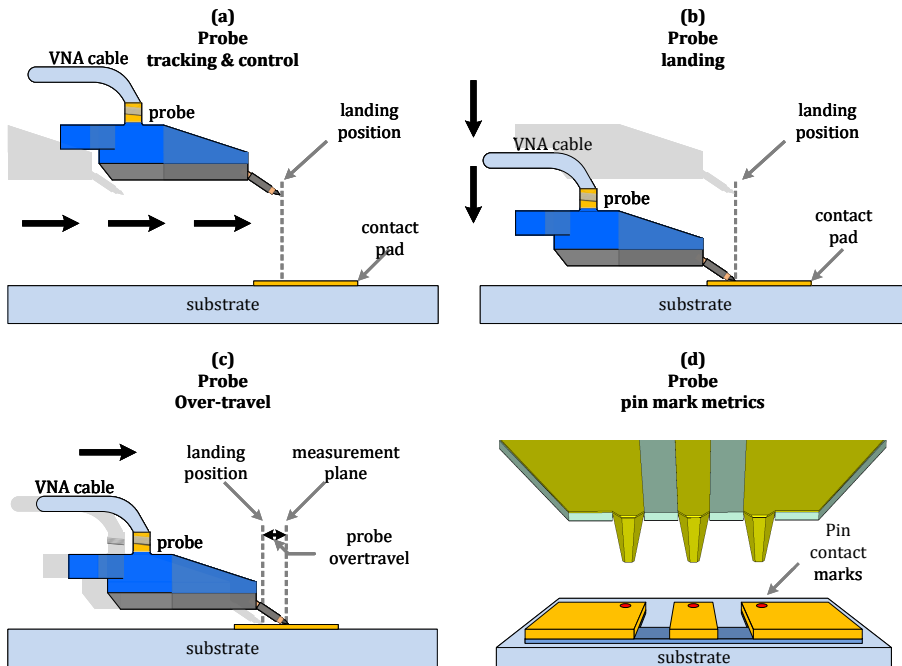 (a)
Probe
tracking & control
VNA cable
probe
landing
position
contact
pad
substrate
(b)
Probe
landing
VNA cable
probe
landing
position
contact
pad
substrate
(c)
Probe
Over-travel
landing
position
measurement
plane
VNA cable
probe
probe
overtravel
substrate
(d)
Probe
pin mark metrics
Pin
contact
marks
substrate